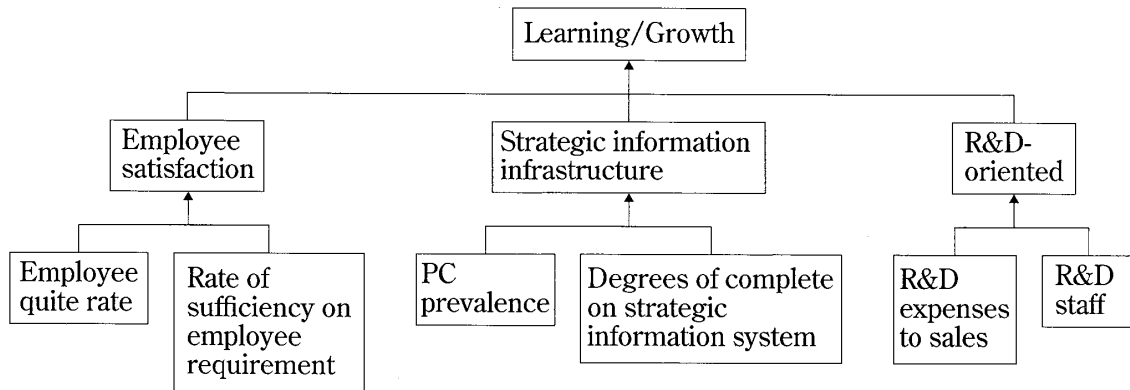 Learning/Growth
Employee
satisfaction
Strategic information
infrastructure
R&D-
oriented
Employee
quite rate
Rate of
sufficiency on
employee
requirement
PC
prevalence
Degrees of complete
on strategic
information system
R&D
expenses
to sales
R&D
staff